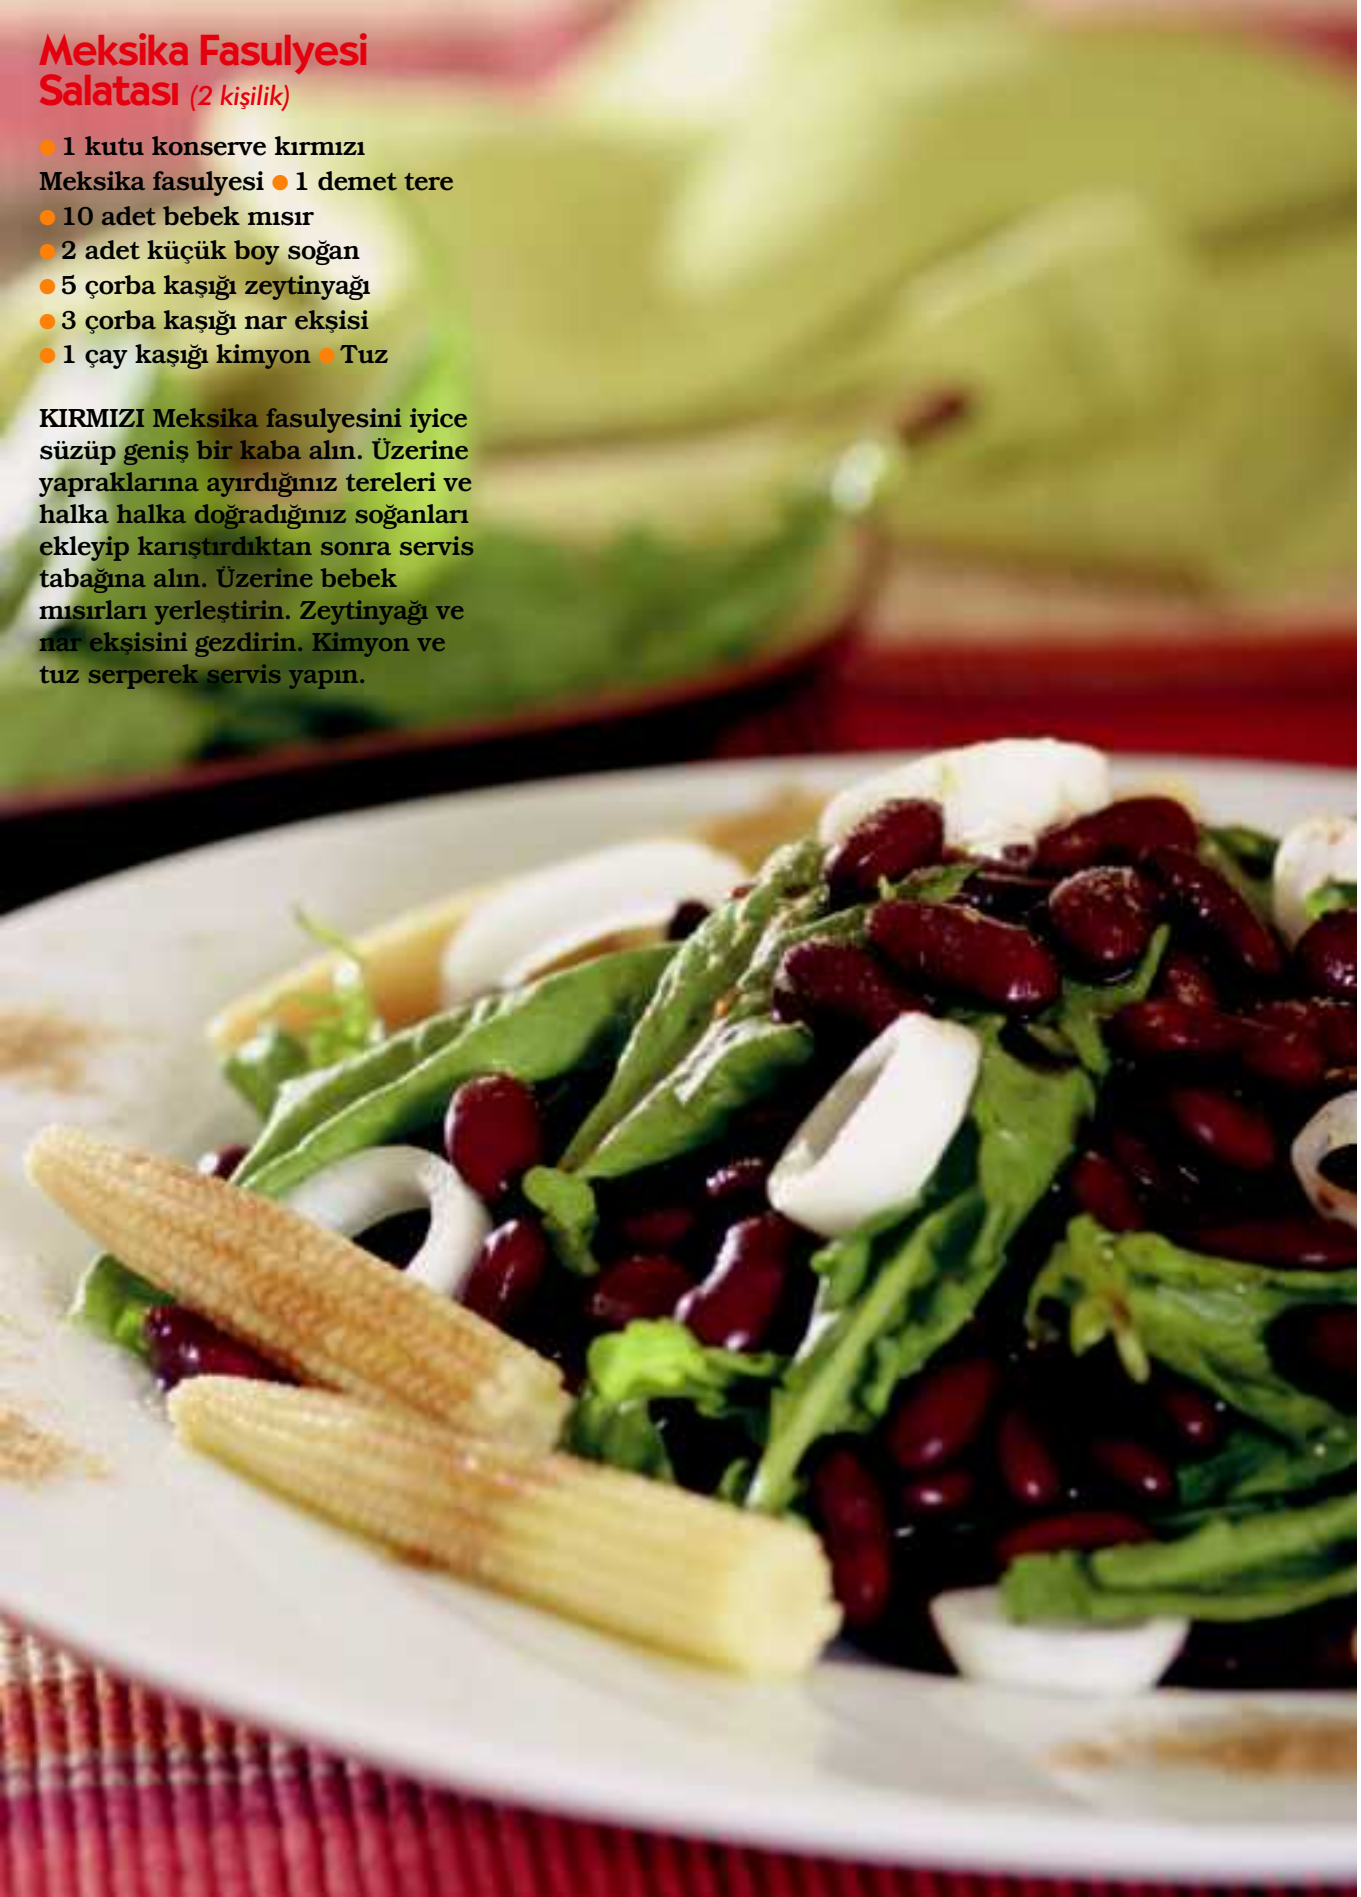 Meksika Fasulyesi
Salatası (2 kişilik)
● 1 kutu konserve kırmızı
Meksika fasulyesi ● 1 demet tere
● 10 adet bebek mısır
● 2 adet küçük boy soğan
● 5 çorba kaşığı zeytinyağı
● 3 çorba kaşığı nar ekşisi
● 1 çay kaşığı kimyon ● Tuz
KIRMIZI Meksika fasulyesini iyice
süzüp geniş bir kaba alın. Üzerine
yapraklarına ayırdığınız tereleri ve
halka halka doğradığınız soğanları
ekleyip karıştırdıktan sonra servis
tabağına alın. Üzerine bebek
mısırları yerleştirin. Zeytinyağı ve
nar ekşisini gezdirin. Kimyon ve
tuz serperek servis yapın.